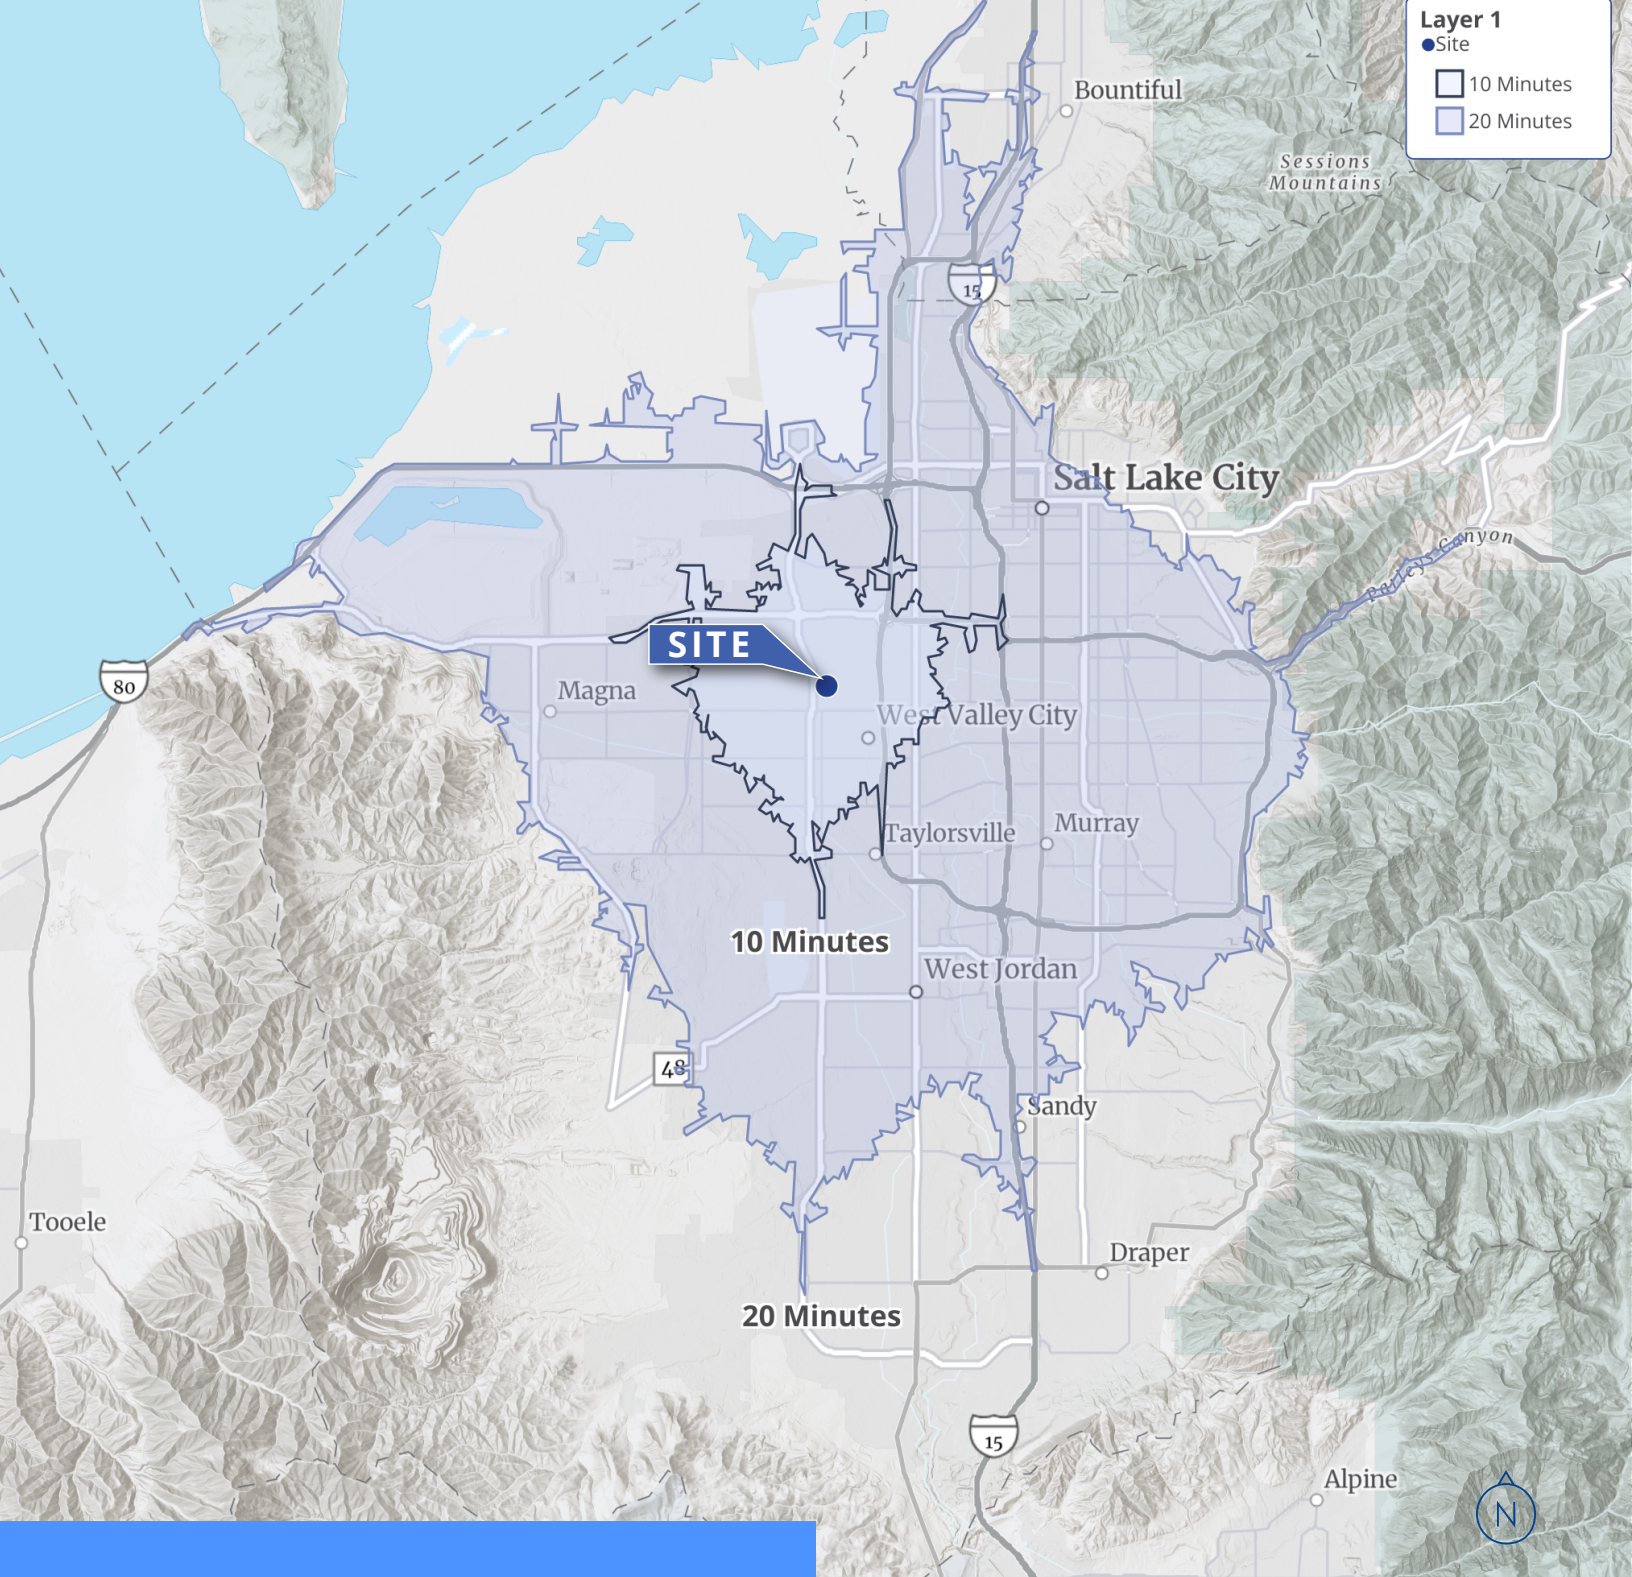 Layer 1
Site
10 Minutes
20 Minutes
Bountiful
Sessions
Mountains
15
Salt Lake City
Parleys Canyon
SITE
80
Magna
West Valley City
Taylorsville
Murray
10 Minutes
West Jordan
48
Sandy
Tooele
Draper
20 Minutes
15
Alpine
N